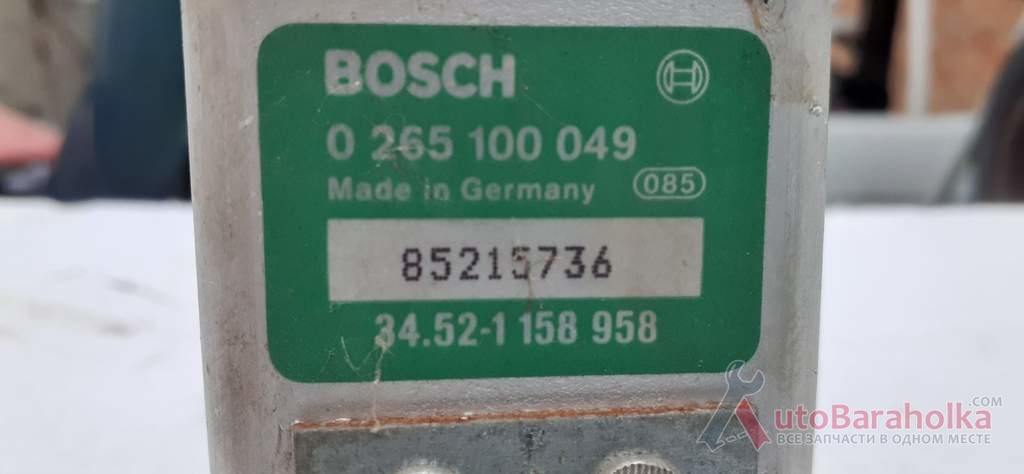 BOSCH
0 265 100 049
Made in Germany 085
85215736
34.52-1 158 958
AutoBaraholka.COM
ВСЕ ЗАПЧАСТИ В ОДНОМ МЕСТЕ